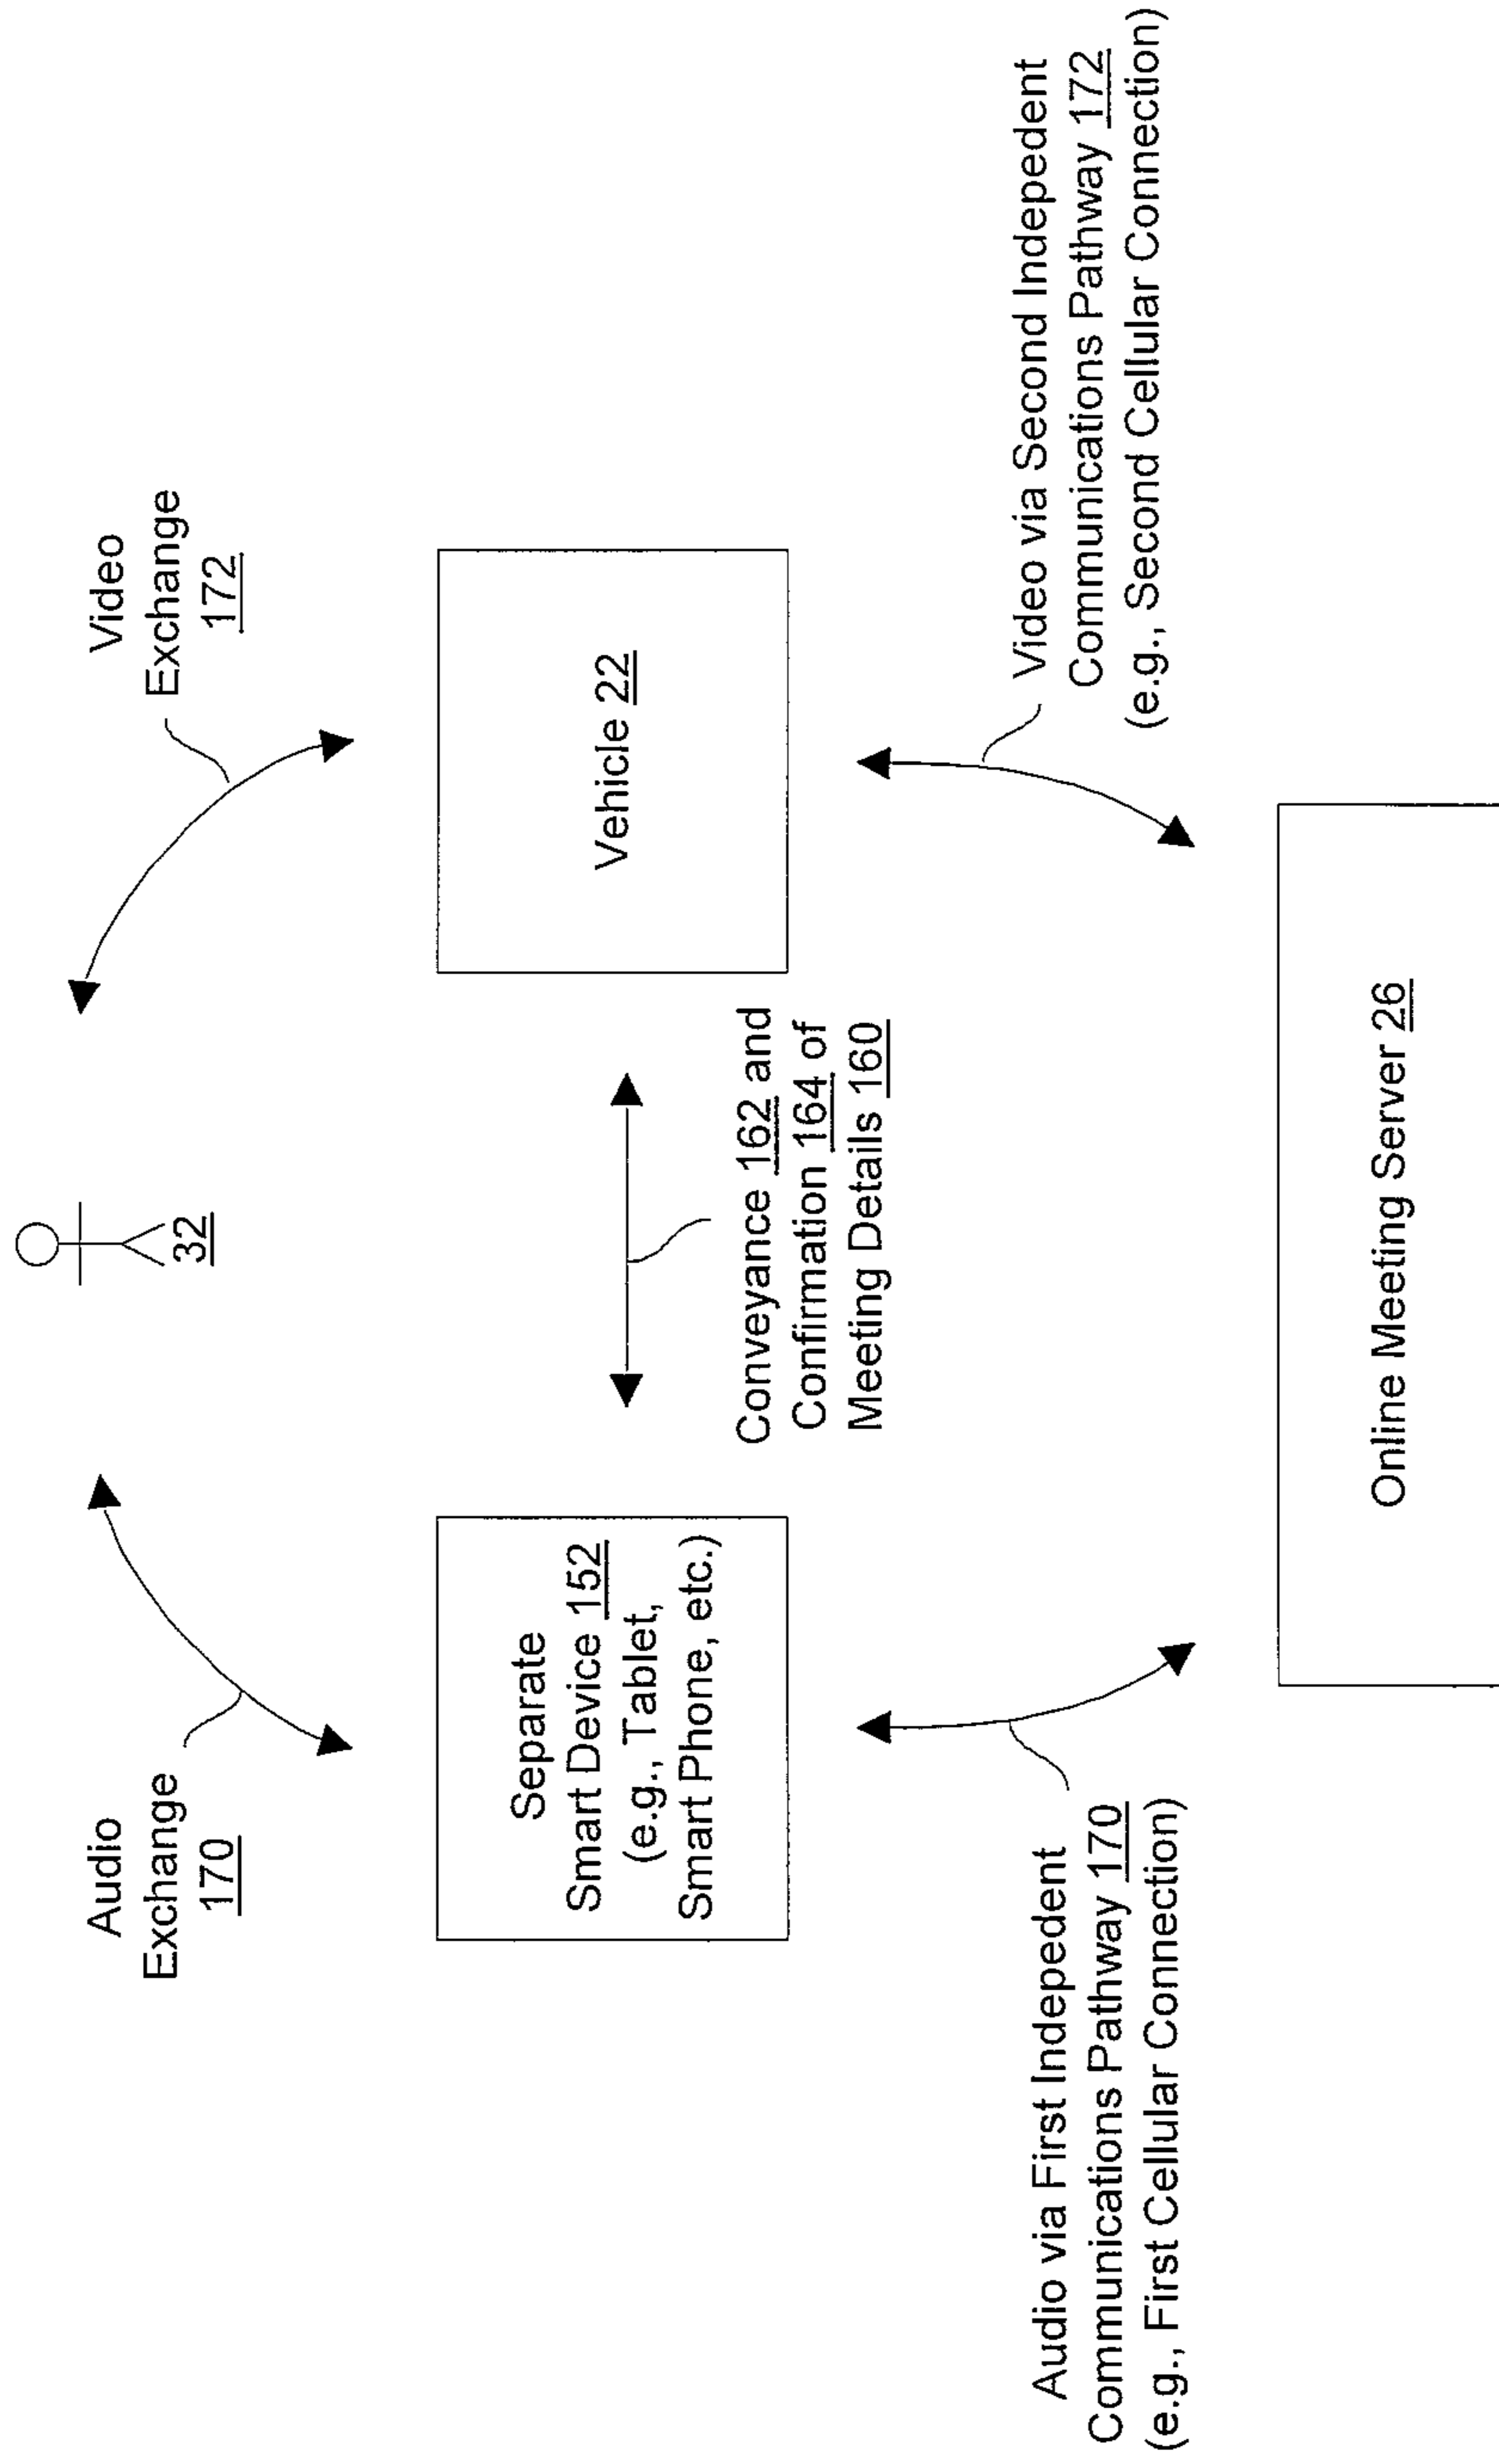 Audio
Exchange
170
32
Video
Exchange
172
Separate
Smart Device 152
(e.g., Tablet,
Smart Phone, etc.)
Vehicle 22
Conveyance 162 and
Confirmation 164 of
Meeting Details 160
Audio via First Indepedent
Communications Pathway 170
(e.g., First Cellular Connection)
Video via Second Indepedent
Communications Pathway 172
(e.g., Second Cellular Connection)
Online Meeting Server 26